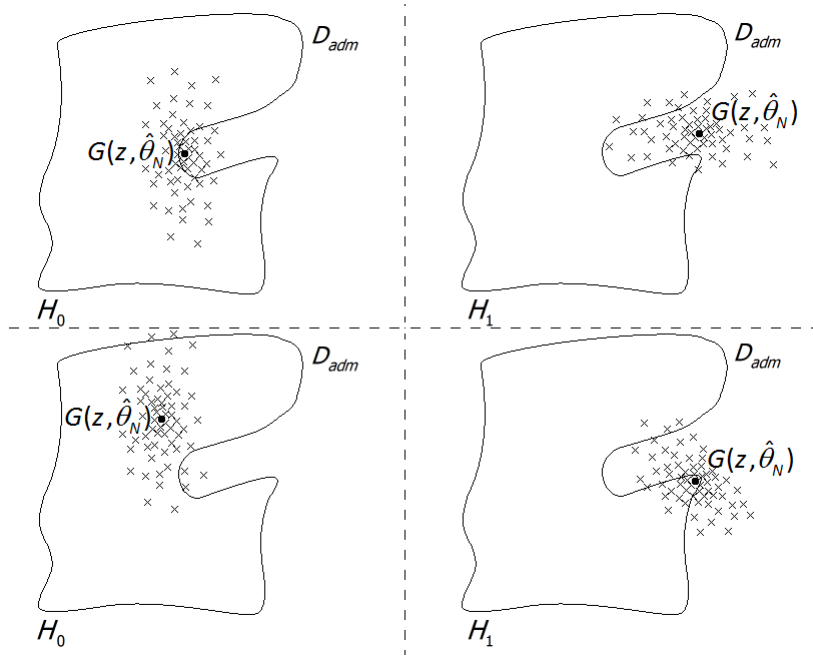 D_adm
G(z, θ̂_N)
H_0
D_adm
G(z, θ̂_N)
H_1
D_adm
G(z, θ̂_N)
H_0
D_adm
G(z, θ̂_N)
H_1